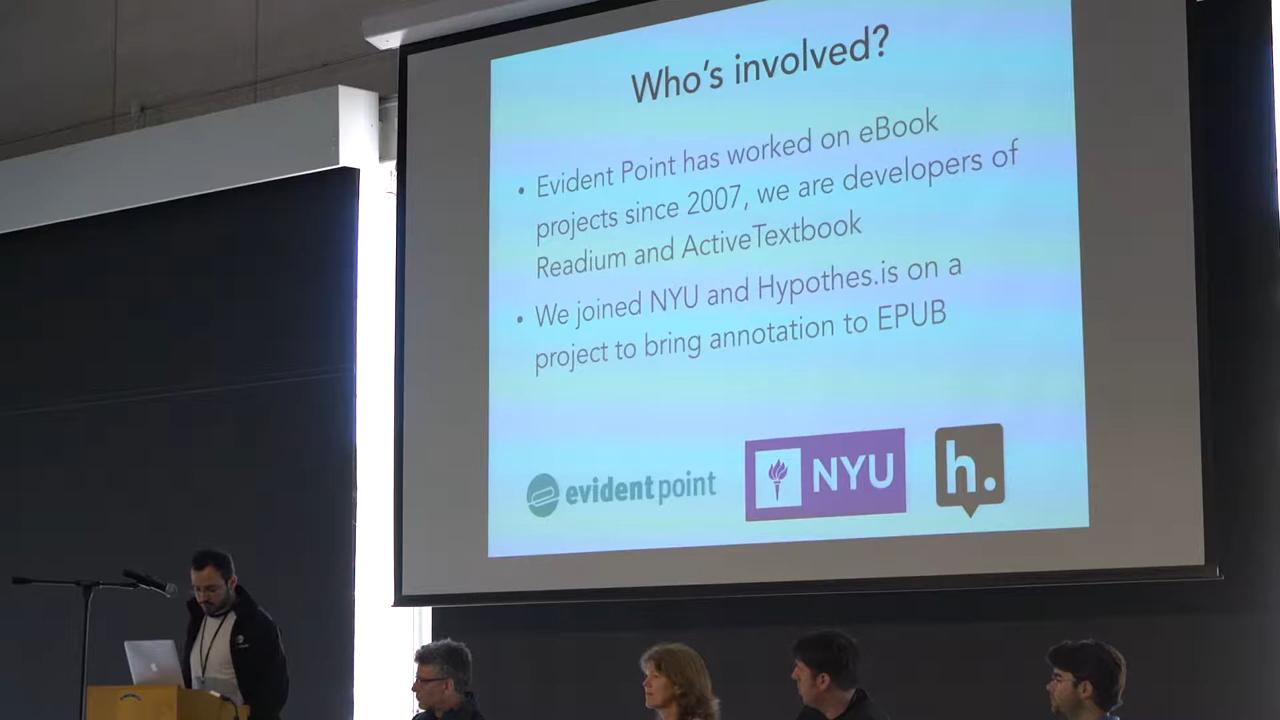 Who's involved?
• Evident Point has worked on eBook
projects since 2007, we are developers of
Readium and ActiveTextbook
• We joined NYU and Hypothes.is on a
project to bring annotation to EPUB
evidentpoint
NYU
h.